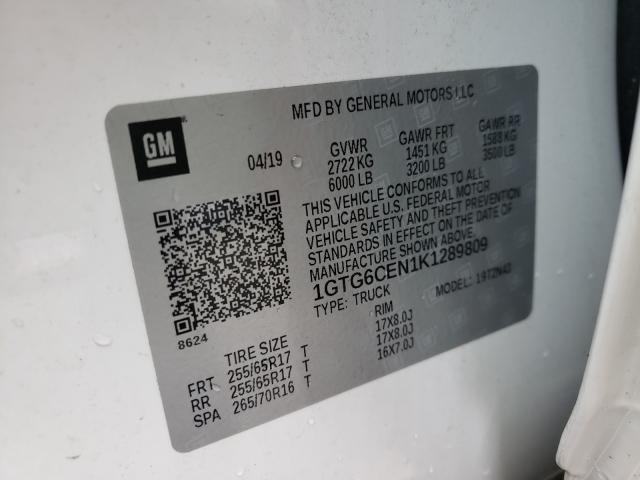 MFD BY GENERAL MOTORS LLC
GM
04/19
GVWR GAWR FRT GAWR RR
2722 KG 1451 KG 1588 KG
6000 LB 3200 LB 3500 LB
THIS VEHICLE CONFORMS TO ALL
APPLICABLE U.S. FEDERAL MOTOR
VEHICLE SAFETY AND THEFT PREVENTION
STANDARDS IN EFFECT ON THE DATE OF
MANUFACTURE SHOWN ABOVE.
1GTG6CEN1K1289809
TYPE: TRUCK MODEL: 19T2N43
8624
TIRE SIZE RIM
FRT 255/65R17 T 17X8.0J
RR 255/65R17 T 17X8.0J
SPA 265/70R16 T 16X7.0J